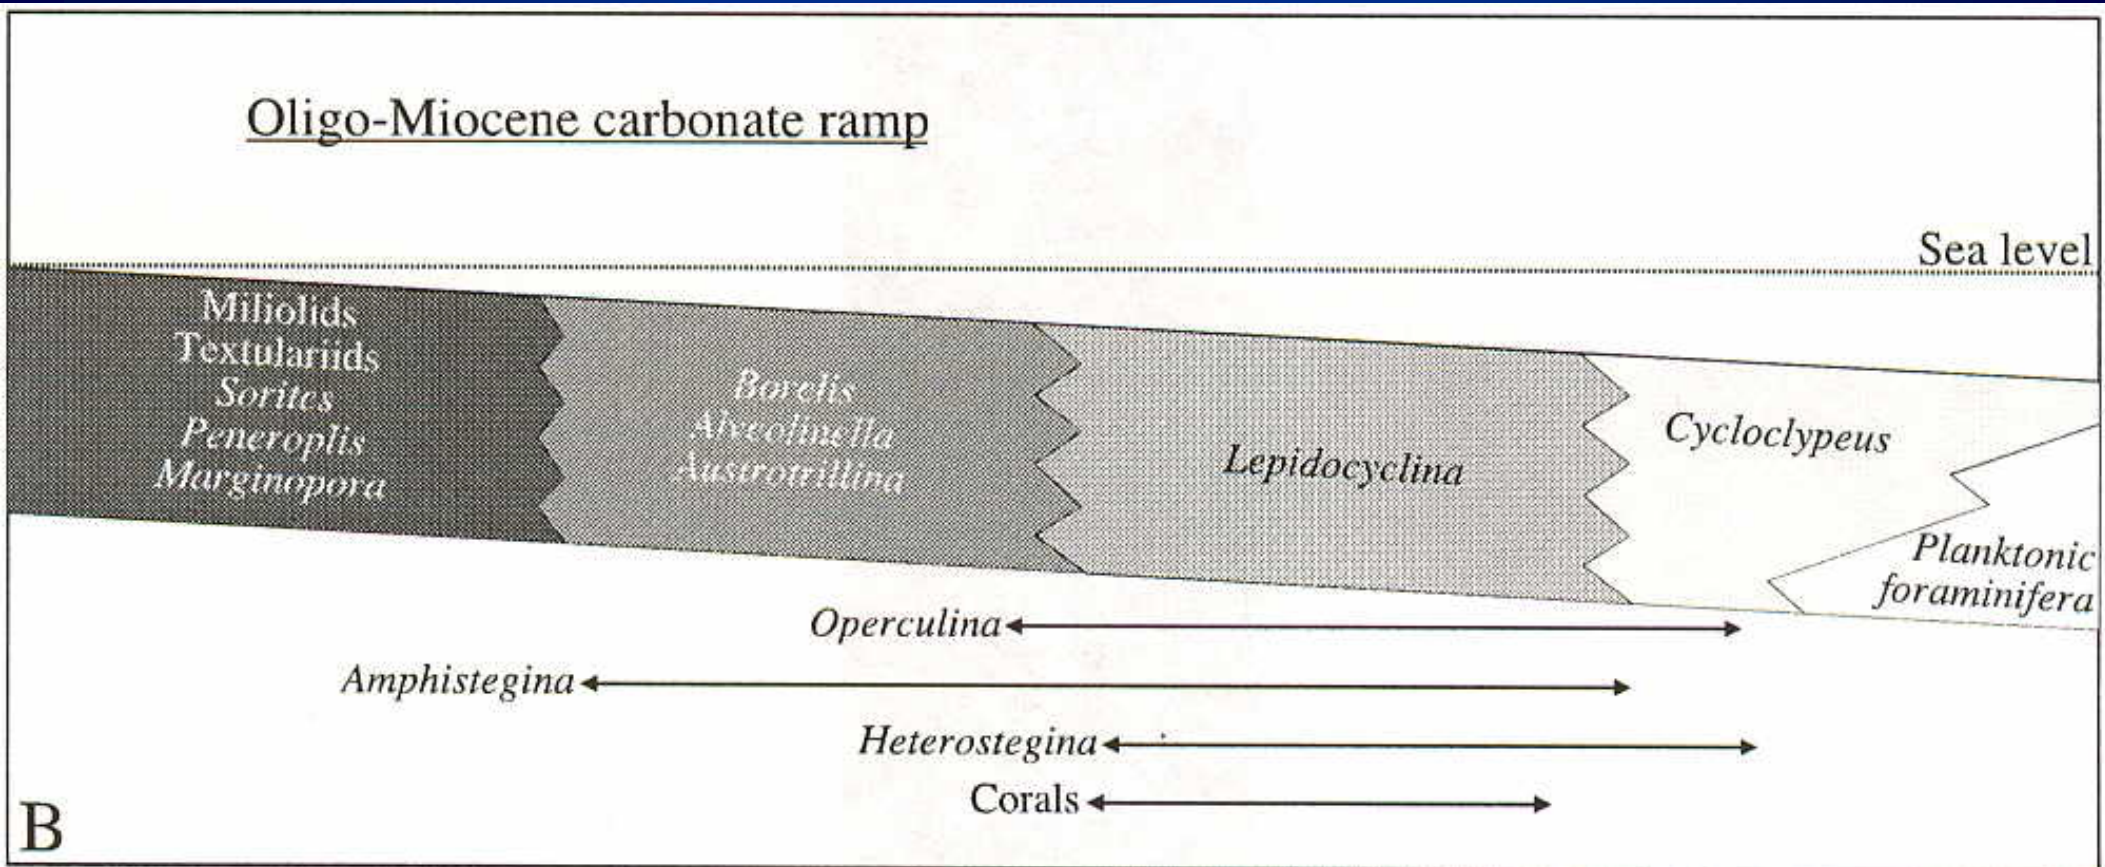 Oligo-Miocene carbonate ramp
Sea level
Miliolids
Textulariids
Sorites
Peneroplis
Marginopora
Borelis
Alveolinella
Austrotrillina
Lepidocyclina
Cycloclypeus
Planktonic
foraminifera
Operculina
Amphistegina
Heterostegina
Corals
B